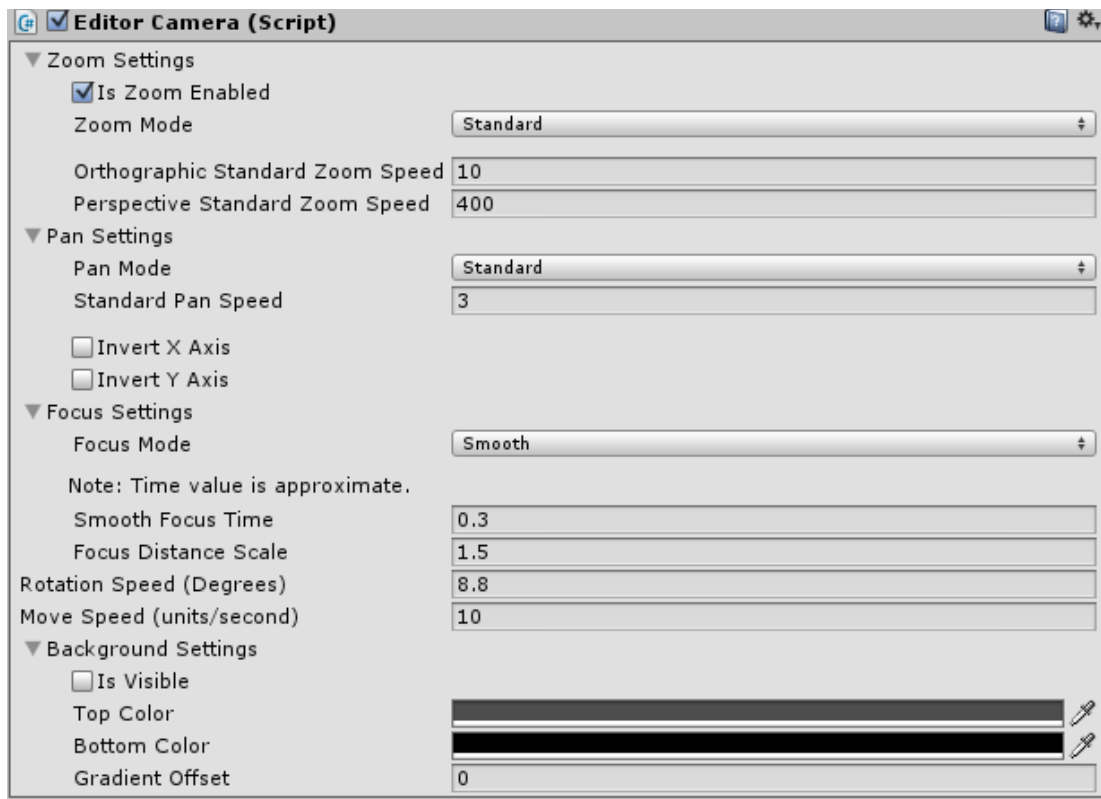 Editor Camera (Script)
Zoom Settings
Is Zoom Enabled
Zoom Mode Standard
Orthographic Standard Zoom Speed 10
Perspective Standard Zoom Speed 400
Pan Settings
Pan Mode Standard
Standard Pan Speed 3
Invert X Axis
Invert Y Axis
Focus Settings
Focus Mode Smooth
Note: Time value is approximate.
Smooth Focus Time 0.3
Focus Distance Scale 1.5
Rotation Speed (Degrees) 8.8
Move Speed (units/second) 10
Background Settings
Is Visible
Top Color
Bottom Color
Gradient Offset 0